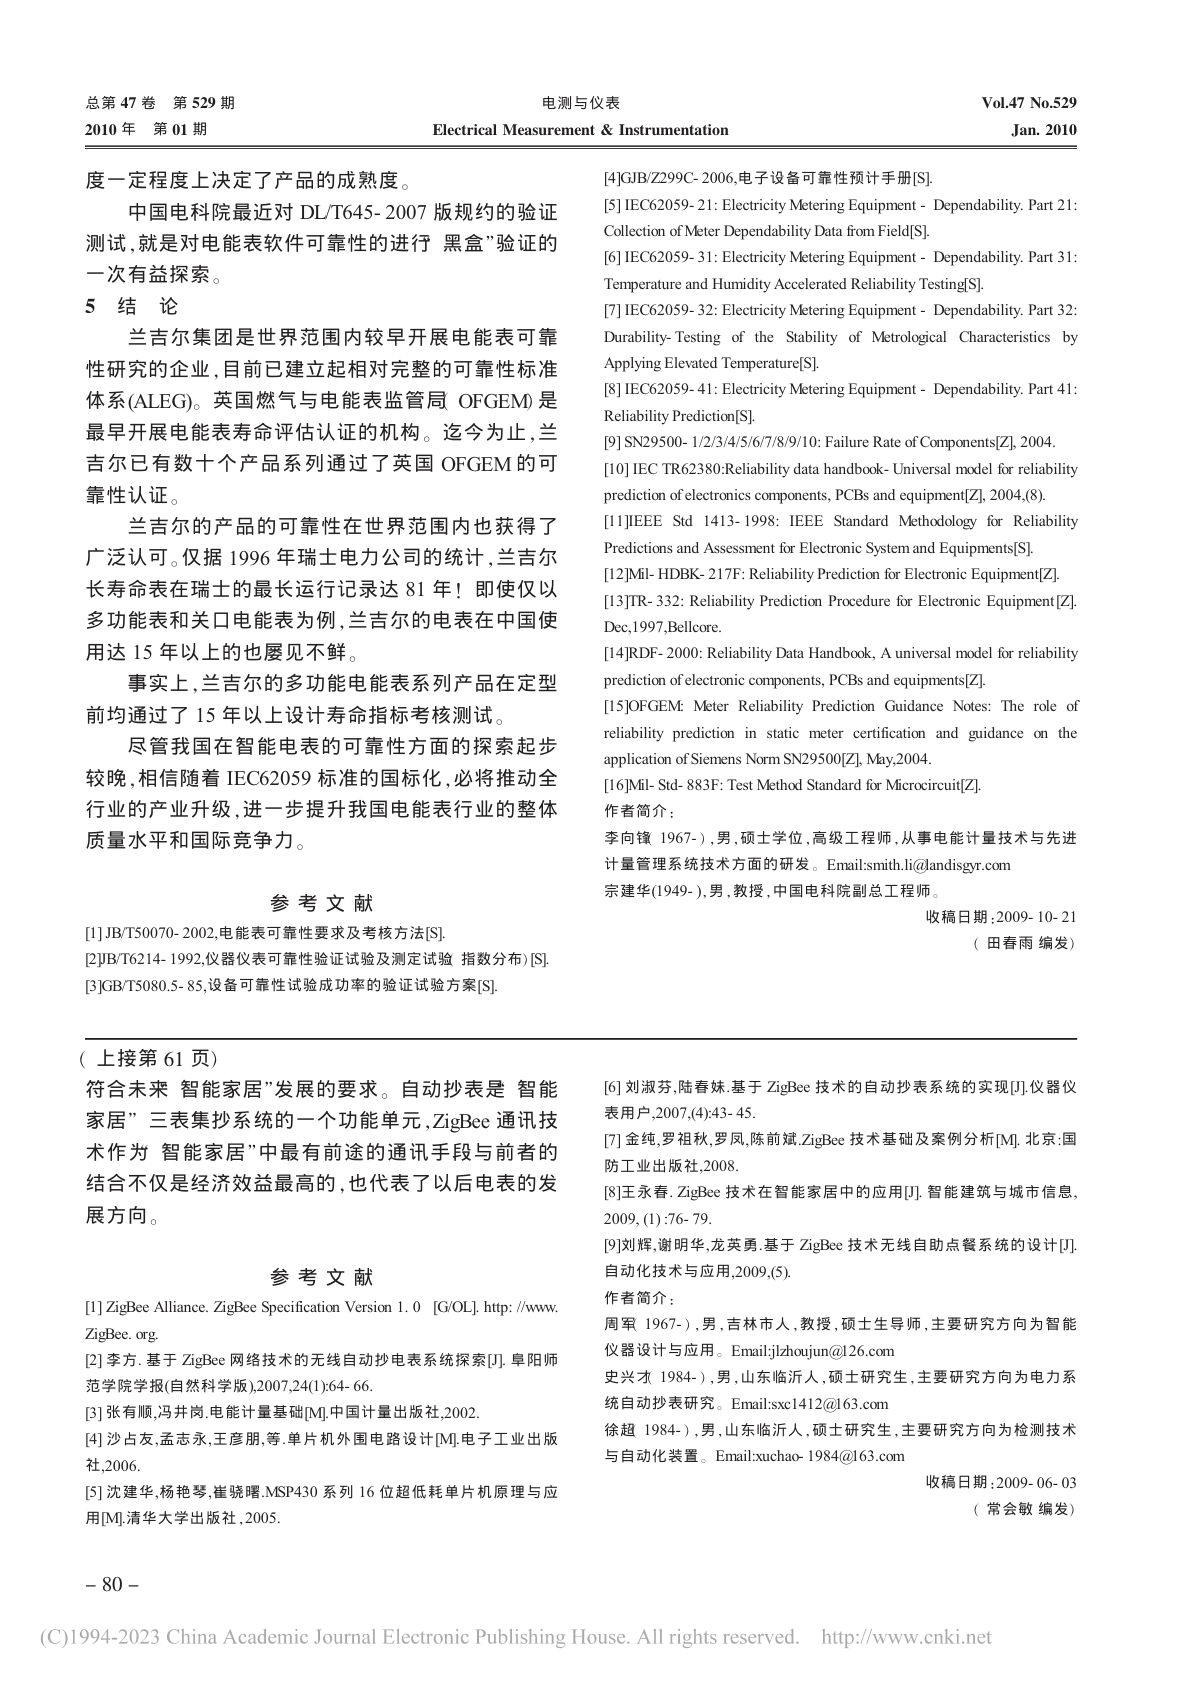 总第 47 卷　第 529 期
电测与仪表
Vol.47 No.529
2010 年　第 01 期
Electrical Measurement & Instrumentation
Jan. 2010
度一定程度上决定了产品的成熟度。
中国电科院最近对 DL/T645- 2007 版规约的验证
测试,就是对电能表软件可靠性的进行“黑盒”验证的
一次有益探索。
5　结　论
兰吉尔集团是世界范围内较早开展电能表可靠
性研究的企业,目前已建立起相对完整的可靠性标准
体系(ALEG)。英国燃气与电能表监管局(OFGEM)是
最早开展电能表寿命评估认证的机构。迄今为止,兰
吉尔已有数十个产品系列通过了英国 OFGEM 的可
靠性认证。
兰吉尔的产品的可靠性在世界范围内也获得了
广泛认可。仅据 1996 年瑞士电力公司的统计,兰吉尔
长寿命表在瑞士的最长运行记录达 81 年！即使仅以
多功能表和关口电能表为例,兰吉尔的电表在中国使
用达 15 年以上的也屡见不鲜。
事实上,兰吉尔的多功能电能表系列产品在定型
前均通过了 15 年以上设计寿命指标考核测试。
尽管我国在智能电表的可靠性方面的探索起步
较晚,相信随着 IEC62059 标准的国标化,必将推动全
行业的产业升级,进一步提升我国电能表行业的整体
质量水平和国际竞争力。
参 考 文 献
[1] JB/T50070- 2002,电能表可靠性要求及考核方法[S].
[2]JB/T6214- 1992,仪器仪表可靠性验证试验及测定试验(指数分布)[S].
[3]GB/T5080.5- 85,设备可靠性试验成功率的验证试验方案[S].
[4]GJB/Z299C- 2006,电子设备可靠性预计手册[S].
[5] IEC62059- 21: Electricity Metering Equipment - Dependability. Part 21:
Collection of Meter Dependability Data from Field[S].
[6] IEC62059- 31: Electricity Metering Equipment - Dependability. Part 31:
Temperature and Humidity Accelerated Reliability Testing[S].
[7] IEC62059- 32: Electricity Metering Equipment - Dependability. Part 32:
Durability- Testing of the Stability of Metrological Characteristics by
Applying Elevated Temperature[S].
[8] IEC62059- 41: Electricity Metering Equipment - Dependability. Part 41:
Reliability Prediction[S].
[9] SN29500- 1/2/3/4/5/6/7/8/9/10: Failure Rate of Components[Z], 2004.
[10] IEC TR62380:Reliability data handbook- Universal model for reliability
prediction of electronics components, PCBs and equipment[Z], 2004,(8).
[11]IEEE Std 1413- 1998: IEEE Standard Methodology for Reliability
Predictions and Assessment for Electronic System and Equipments[S].
[12]Mil- HDBK- 217F: Reliability Prediction for Electronic Equipment[Z].
[13]TR- 332: Reliability Prediction Procedure for Electronic Equipment[Z].
Dec,1997,Bellcore.
[14]RDF- 2000: Reliability Data Handbook, A universal model for reliability
prediction of electronic components, PCBs and equipments[Z].
[15]OFGEM: Meter Reliability Prediction Guidance Notes: The role of
reliability prediction in static meter certification and guidance on the
application of Siemens Norm SN29500[Z], May,2004.
[16]Mil- Std- 883F: Test Method Standard for Microcircuit[Z].
作者简介：
李向锋(1967- ),男,硕士学位,高级工程师,从事电能计量技术与先进
计量管理系统技术方面的研发。Email:smith.li@landisgyr.com
宗建华(1949- ),男,教授,中国电科院副总工程师。
收稿日期:2009- 10- 21
(田春雨 编发)
(上接第 61 页)
符合未来“智能家居”发展的要求。自动抄表是“智能
家居”三表集抄系统的一个功能单元,ZigBee 通讯技
术作为“智能家居”中最有前途的通讯手段与前者的
结合不仅是经济效益最高的,也代表了以后电表的发
展方向。
参 考 文 献
[1] ZigBee Alliance. ZigBee Specification Version 1. 0　[G/OL]. http: //www.
ZigBee. org.
[2] 李方. 基于 ZigBee 网络技术的无线自动抄电表系统探索[J]. 阜阳师
范学院学报(自然科学版),2007,24(1):64- 66.
[3] 张有顺,冯井岗.电能计量基础[M].中国计量出版社,2002.
[4] 沙占友,孟志永,王彦朋,等.单片机外围电路设计[M].电子工业出版
社,2006.
[5] 沈建华,杨艳琴,崔骁曙.MSP430 系列 16 位超低耗单片机原理与应
用[M].清华大学出版社,2005.
[6] 刘淑芬,陆春妹.基于 ZigBee 技术的自动抄表系统的实现[J].仪器仪
表用户,2007,(4):43- 45.
[7] 金纯,罗祖秋,罗凤,陈前斌.ZigBee 技术基础及案例分析[M]. 北京:国
防工业出版社,2008.
[8]王永春. ZigBee 技术在智能家居中的应用[J]. 智能建筑与城市信息,
2009, (1) :76- 79.
[9]刘辉,谢明华,龙英勇.基于 ZigBee 技术无线自助点餐系统的设计[J].
自动化技术与应用,2009,(5).
作者简介：
周军(1967- ),男,吉林市人,教授,硕士生导师,主要研究方向为智能
仪器设计与应用。Email:jlzhoujun@126.com
史兴才(1984- ),男,山东临沂人,硕士研究生,主要研究方向为电力系
统自动抄表研究。Email:sxc1412@163.com
徐超(1984- ),男,山东临沂人,硕士研究生,主要研究方向为检测技术
与自动化装置。Email:xuchao- 1984@163.com
收稿日期:2009- 06- 03
(常会敏 编发)
– 80 –
(C)1994-2023 China Academic Journal Electronic Publishing House. All rights reserved. http://www.cnki.net